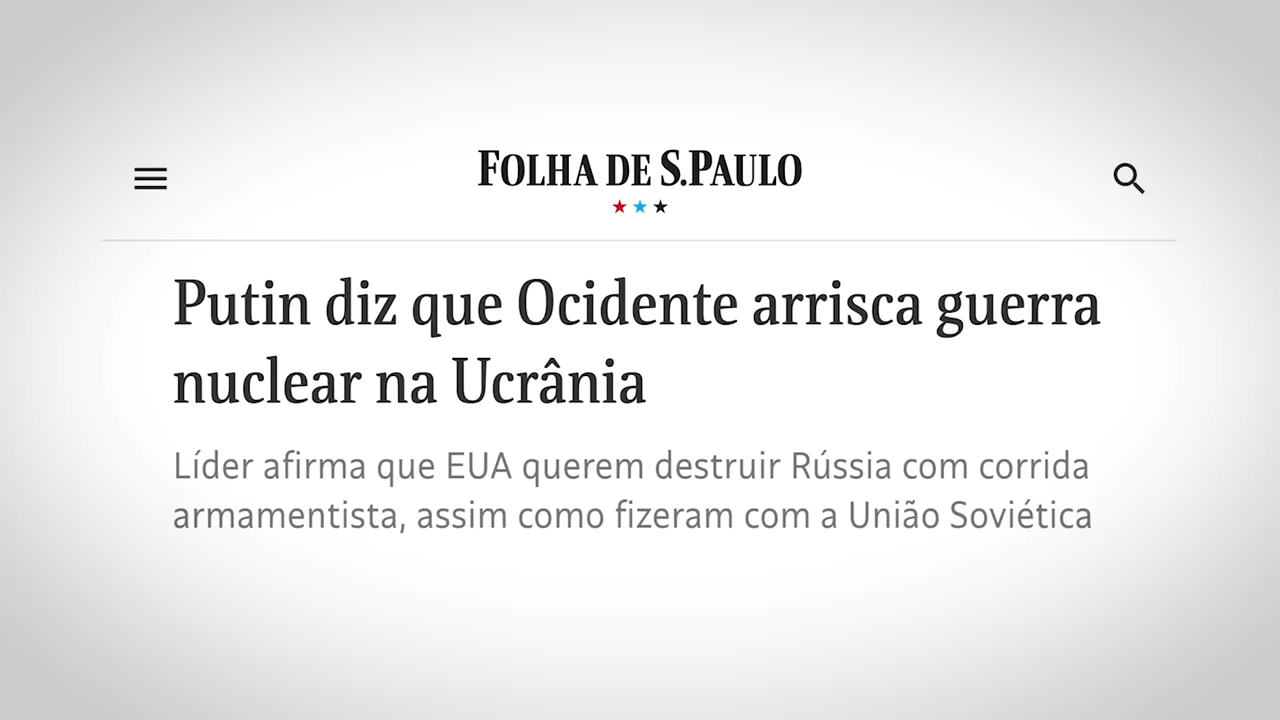 FOLHA DE S.PAULO
Putin diz que Ocidente arrisca guerra
nuclear na Ucrânia
Líder afirma que EUA querem destruir Rússia com corrida
armamentista, assim como fizeram com a União Soviética